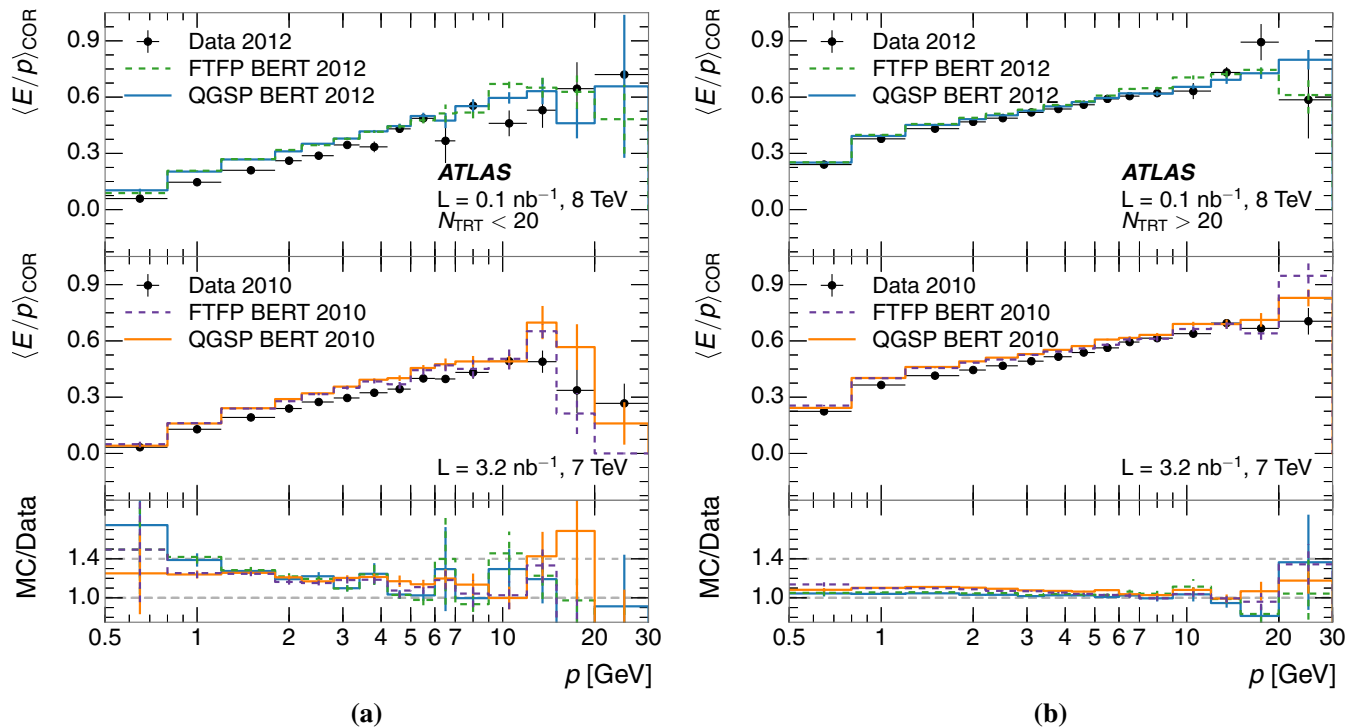 ⟨E/p⟩COR
0.9
0.6
0.3
0.0
Data 2012
FTFP BERT 2012
QGSP BERT 2012
ATLAS
L = 0.1 nb⁻¹, 8 TeV
N_TRT < 20
⟨E/p⟩COR
0.9
0.6
0.3
0.0
Data 2010
FTFP BERT 2010
QGSP BERT 2010
L = 3.2 nb⁻¹, 7 TeV
MC/Data
1.4
1.0
0.5 1 2 3 4 5 6 7 10 20 30
p [GeV]
(a)
⟨E/p⟩COR
0.9
0.6
0.3
0.0
Data 2012
FTFP BERT 2012
QGSP BERT 2012
ATLAS
L = 0.1 nb⁻¹, 8 TeV
N_TRT > 20
⟨E/p⟩COR
0.9
0.6
0.3
0.0
Data 2010
FTFP BERT 2010
QGSP BERT 2010
L = 3.2 nb⁻¹, 7 TeV
MC/Data
1.4
1.0
0.5 1 2 3 4 5 6 7 10 20 30
p [GeV]
(b)